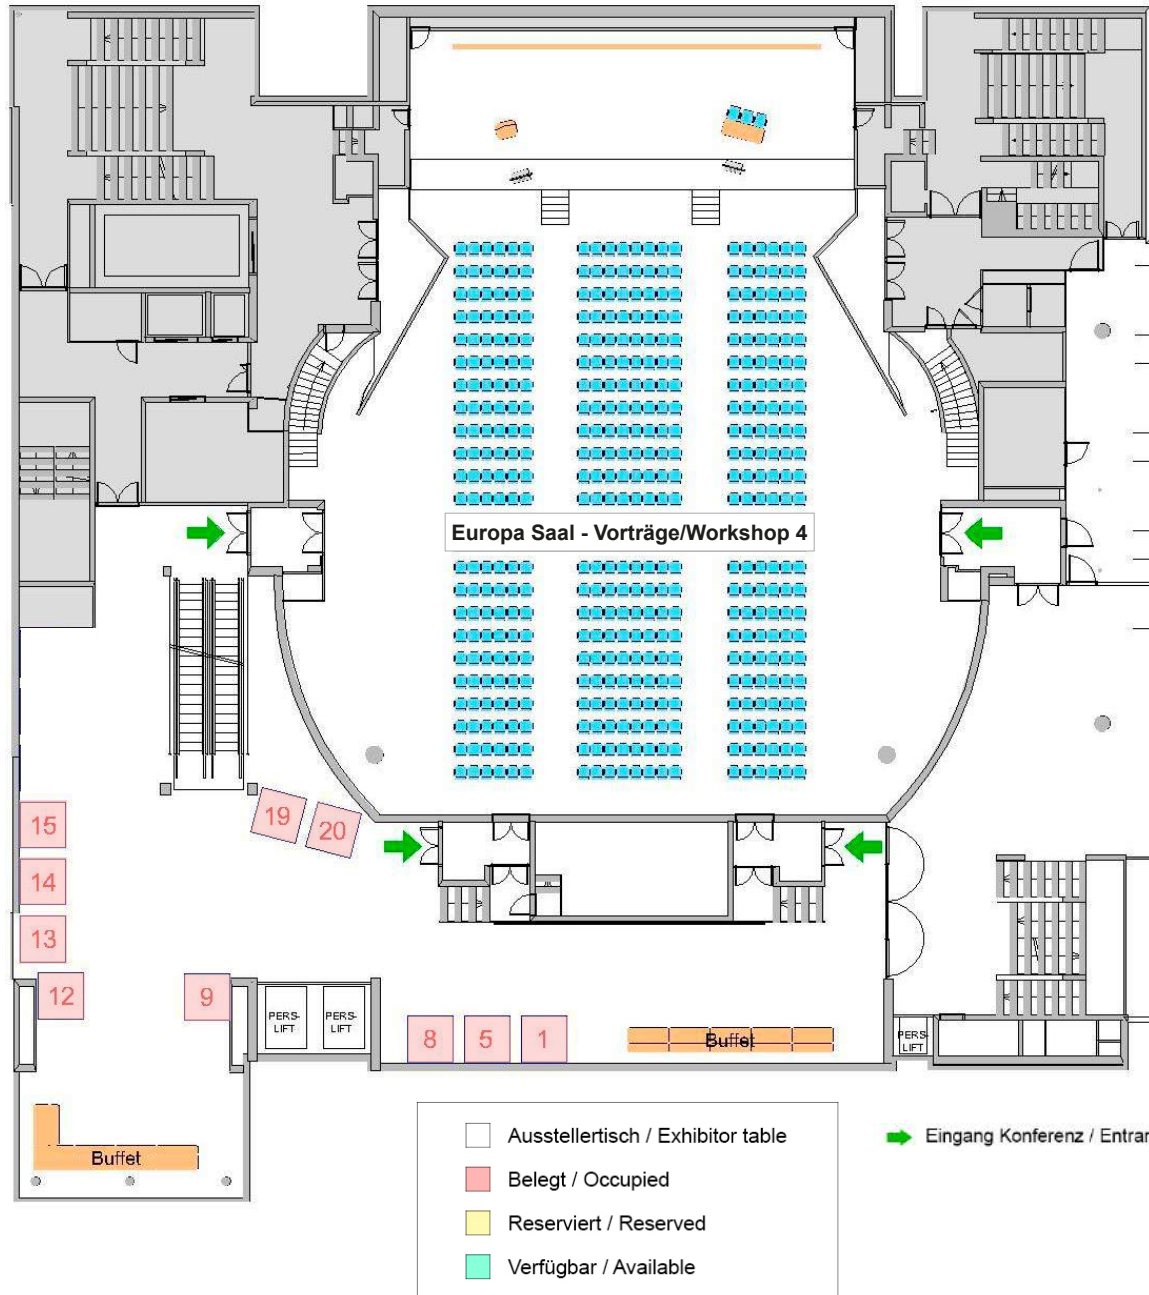 Europa Saal - Vorträge/Workshop 4
19
20
15
14
13
12
9
PERS-
LIFT
PERS-
LIFT
8
5
1
Buffet
PERS-
LIFT
Buffet
Ausstellertisch / Exhibitor table
Belegt / Occupied
Reserviert / Reserved
Verfügbar / Available
Eingang Konferenz / Entran